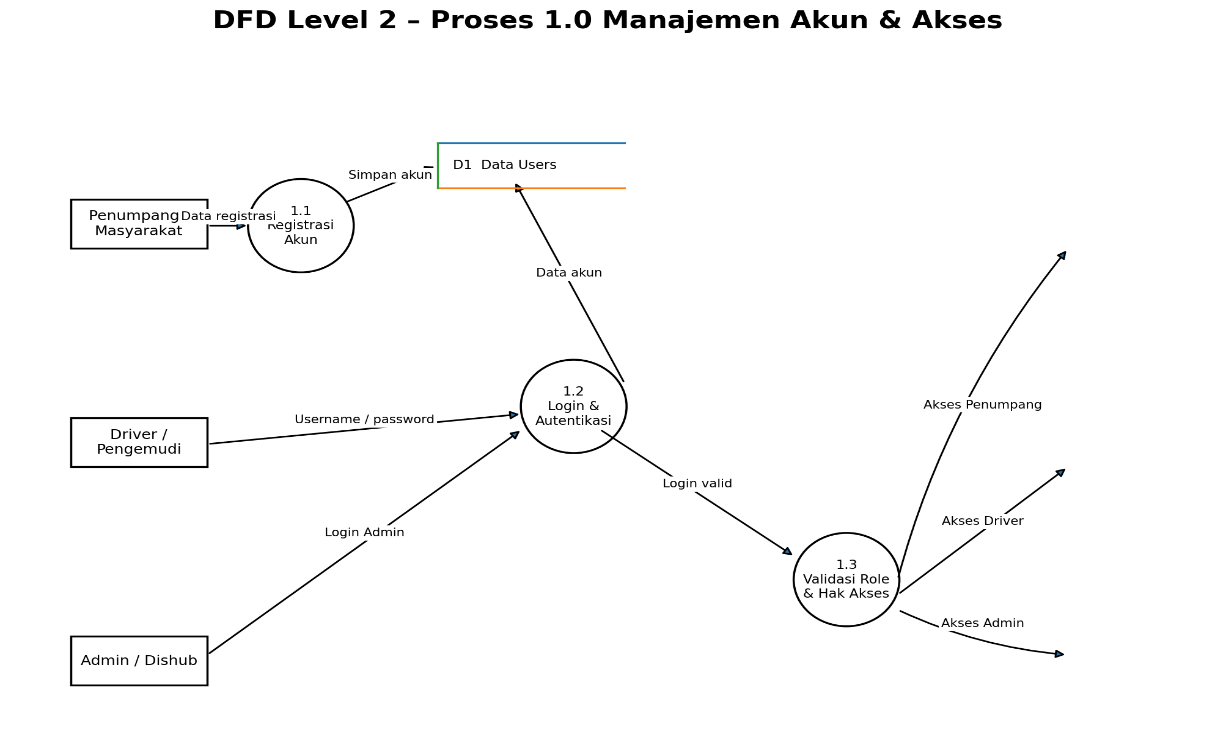 DFD Level 2 – Proses 1.0 Manajemen Akun & Akses
D1 Data Users
Simpan akun
Penumpang
Masyarakat
Data registrasi
1.1
Registrasi
Akun
Data akun
1.2
Login &
Autentikasi
Akses Penumpang
Username / password
Driver /
Pengemudi
Login valid
Akses Driver
Login Admin
1.3
Validasi Role
& Hak Akses
Akses Admin
Admin / Dishub